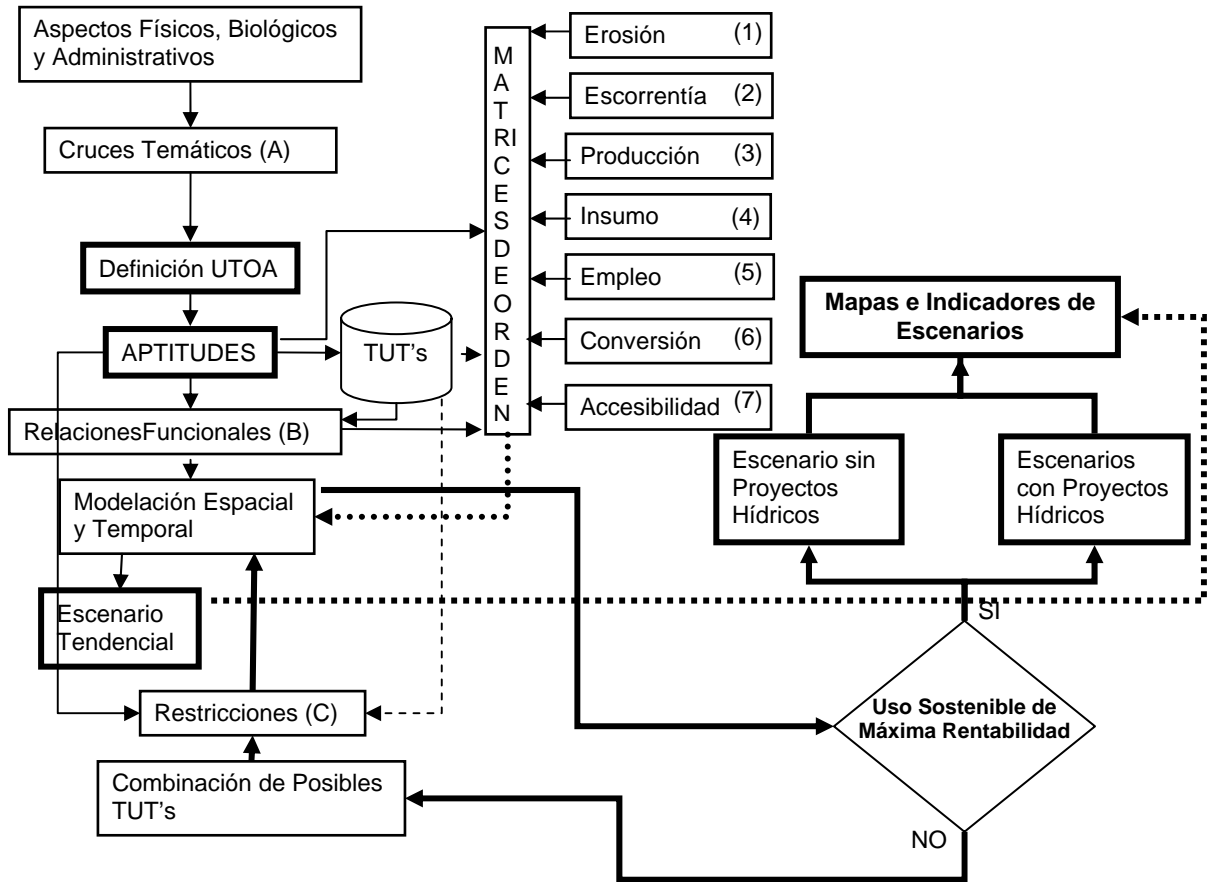 Aspectos Físicos, Biológicos
y Administrativos
Cruces Temáticos (A)
Definición UTOA
APTITUDES
TUT's
RelacionesFuncionales (B)
Modelación Espacial
y Temporal
Escenario
Tendencial
Restricciones (C)
Combinación de Posibles
TUT's
M
A
T
RI
C
E
S
D
E
O
R
D
E
N
Erosión (1)
Escorrentía (2)
Producción (3)
Insumo (4)
Empleo (5)
Conversión (6)
Accesibilidad (7)
Mapas e Indicadores de
Escenarios
Escenario sin
Proyectos
Hídricos
Escenarios
con Proyectos
Hídricos
SI
Uso Sostenible de
Máxima Rentabilidad
NO